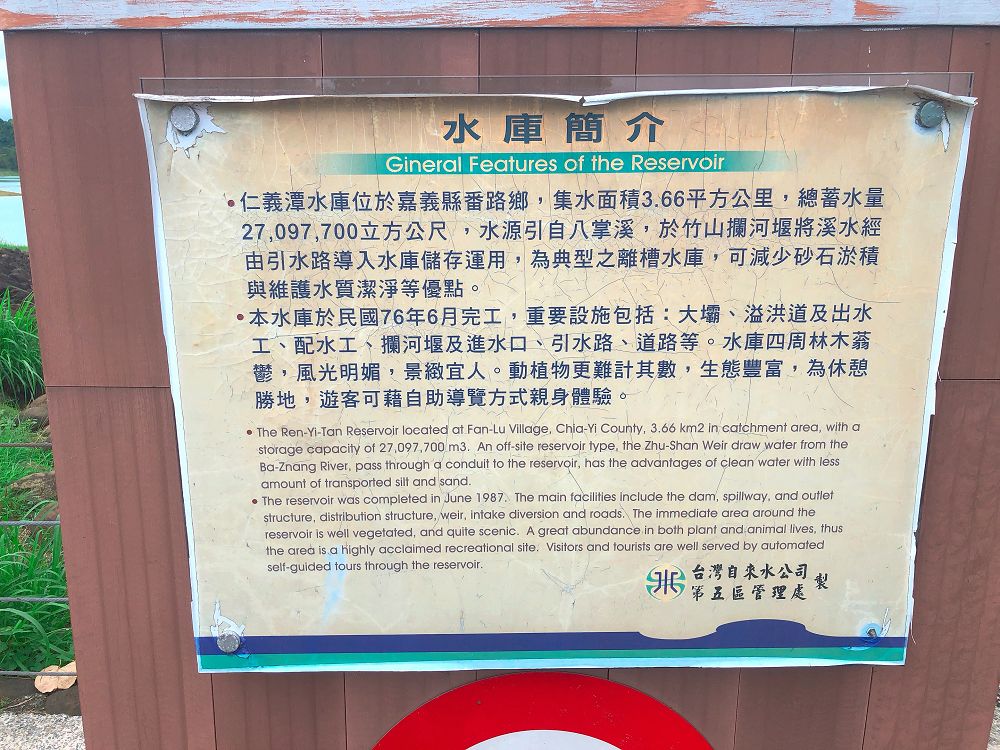 水庫簡介
Gineral Features of the Reservoir
•仁義潭水庫位於嘉義縣番路鄉，集水面積3.66平方公里，總蓄水量
27,097,700立方公尺 ，水源引自八掌溪，於竹山攔河堰將溪水經
由引水路導入水庫儲存運用，為典型之離槽水庫，可減少砂石淤積
與維護水質潔淨等優點。
•本水庫於民國76年6月完工，重要設施包括：大壩、溢洪道及出水
工、配水工、攔河堰及進水口、引水路、道路等。水庫四周林木蓊
鬱，風光明媚，景緻宜人。動植物更難計其數，生態豐富，為休憩
勝地，遊客可藉自助導覽方式親身體驗。
• The Ren-Yi-Tan Reservoir located at Fan-Lu Village, Chia-Yi County, 3.66 km2 in catchment area, with a
storage capacity of 27,097,700 m3. An off-site reservoir type, the Zhu-Shan Weir draw water from the
Ba-Znang River, pass through a conduit to the reservoir, has the advantages of clean water with less
amount of transported silt and sand.
• The reservoir was completed in June 1987. The main facilities include the dam, spillway, and outlet
structure, distribution structure, weir, intake diversion and roads. The immediate area around the
reservoir is well vegetated, and quite scenic. A great abundance in both plant and animal lives, thus
the area is a highly acclaimed recreational site. Visitors and tourists are well served by automated
self-guided tours through the reservoir.
台灣自來水公司
第五區管理處 製